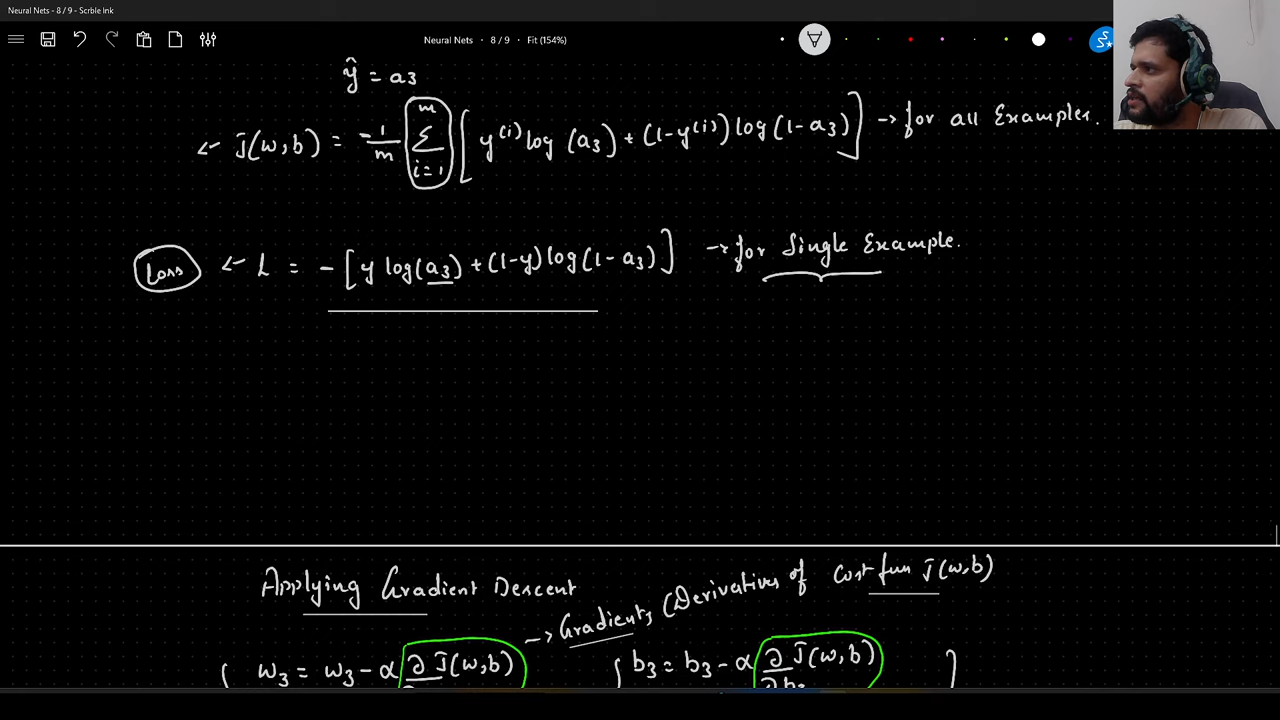 Neural Nets - 8 / 9 - Scrble Ink
Neural Nets • 8 / 9 • Fit (154%)
ŷ = a3
← J(w,b) = -1/m Σ_{i=1}^{m} [ y^(i) log (a3) + (1-y^(i)) log (1-a3) ] → for all Examples.
Loss ← L = - [ y log(a3) + (1-y) log (1-a3) ] → for Single Example.
Applying Gradient Descent
→ Gradients (Derivatives of Cost fun J(w,b)
w3 = w3 - α ∂ J(w,b)
b3 = b3 - α ∂ J(w,b) / ∂b3